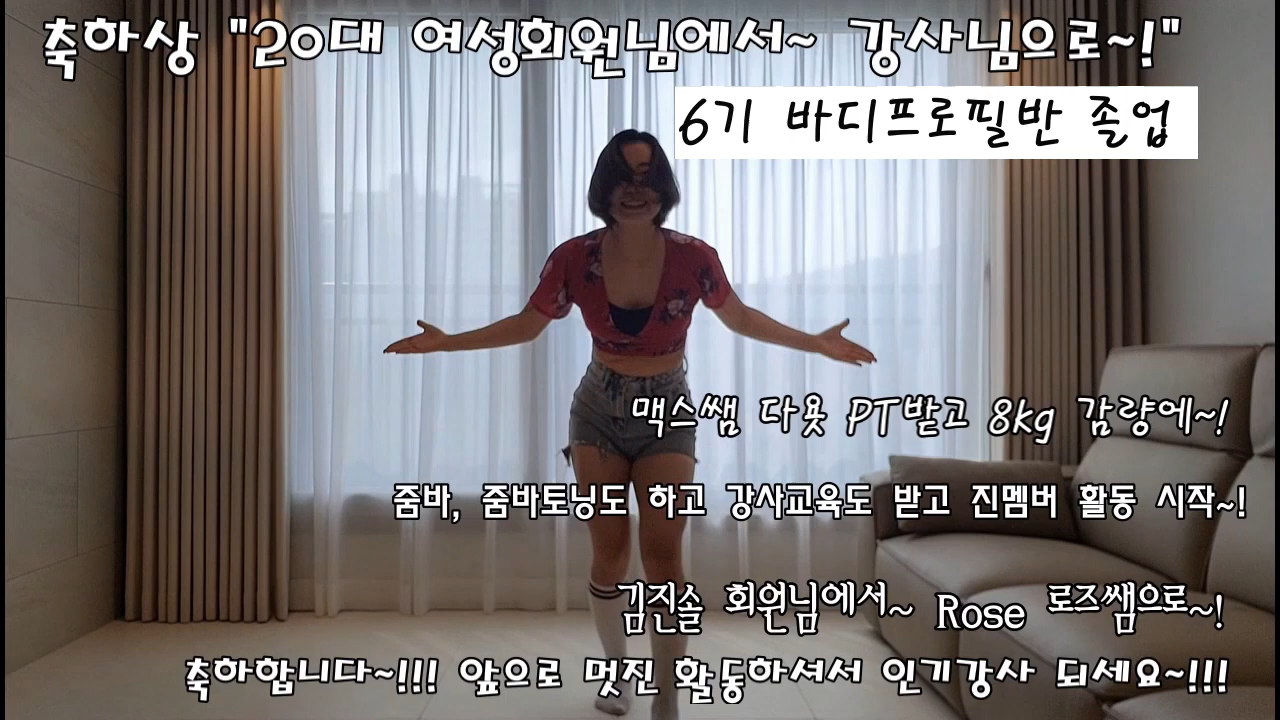 축하상 "20대 여성회원님에서~ 강사님으로~!"
6기 바디프로필반 졸업
맥스쌤 다욧 PT받고 8kg 감량에~!
줌바, 줌바토닝도 하고 강사교육도 받고 진멤버 활동 시작~!
김진솔 회원님에서~ Rose 로즈쌤으로~!
축하합니다~!!! 앞으로 멋진 활동하셔서 인기강사 되세요~!!!